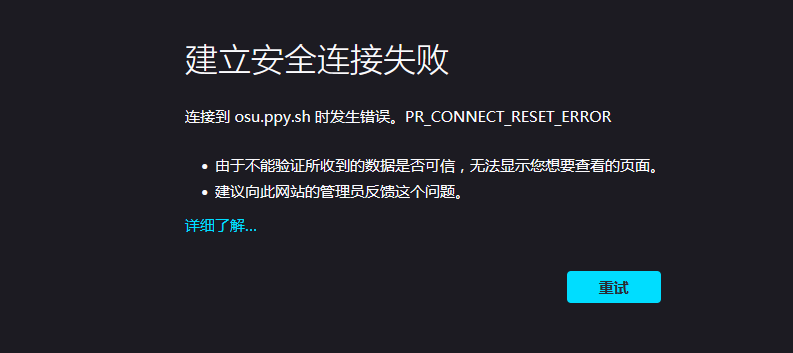 建立安全连接失败
连接到 osu.ppy.sh 时发生错误。PR_CONNECT_RESET_ERROR
由于不能验证所收到的数据是否可信，无法显示您想要查看的页面。
建议向此网站的管理员反馈这个问题。
详细了解...
重试